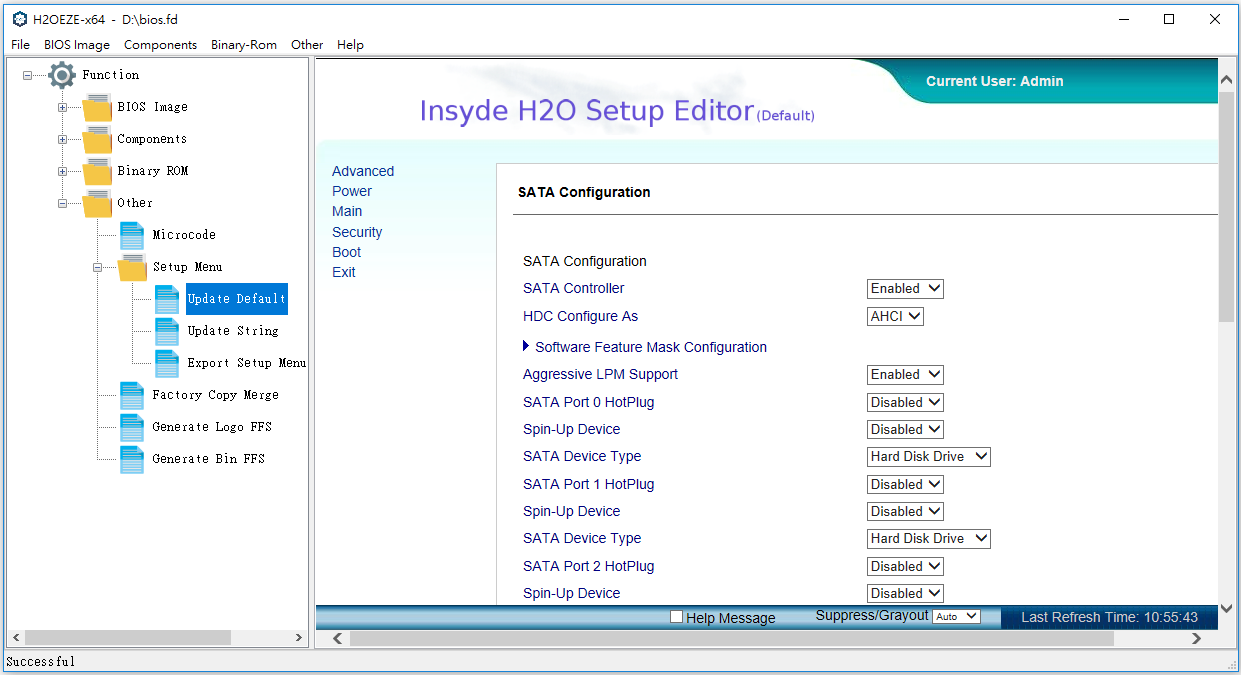 H2OEZE-x64 - D:\bios.fd
File BIOS Image Components Binary-Rom Other Help
Function
BIOS Image
Components
Binary ROM
Other
Microcode
Setup Menu
Update Default
Update String
Export Setup Menu
Factory Copy Merge
Generate Logo FFS
Generate Bin FFS
Current User: Admin
Insyde H2O Setup Editor (Default)
Advanced
Power
Main
Security
Boot
Exit
SATA Configuration
SATA Configuration
SATA Controller Enabled
HDC Configure As AHCI
Software Feature Mask Configuration
Aggressive LPM Support Enabled
SATA Port 0 HotPlug Disabled
Spin-Up Device Disabled
SATA Device Type Hard Disk Drive
SATA Port 1 HotPlug Disabled
Spin-Up Device Disabled
SATA Device Type Hard Disk Drive
SATA Port 2 HotPlug Disabled
Spin-Up Device Disabled
Help Message Suppress/Grayout Auto Last Refresh Time: 10:55:43
Successful